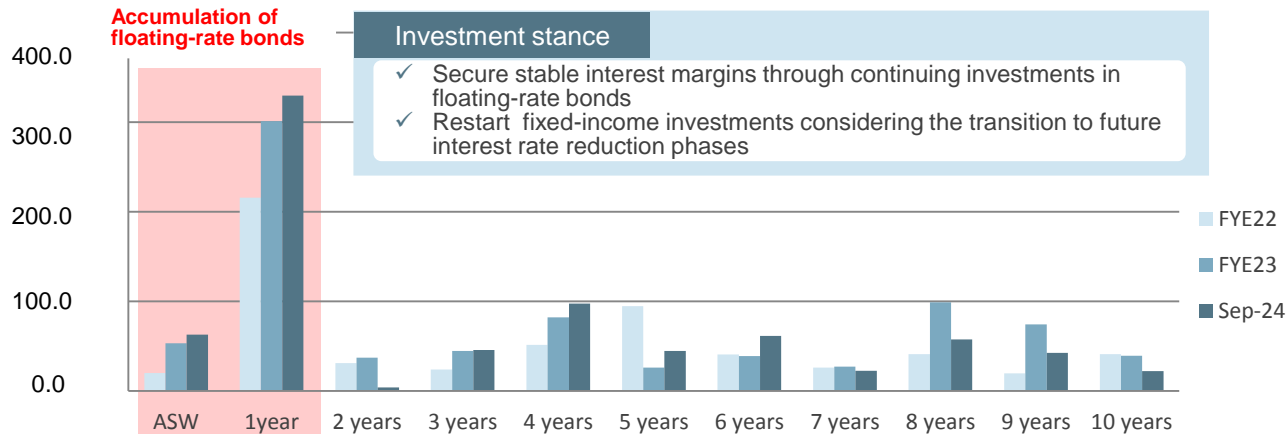 Accumulation of
floating-rate bonds
Investment stance
✓ Secure stable interest margins through continuing investments in
floating-rate bonds
✓ Restart fixed-income investments considering the transition to future
interest rate reduction phases
400.0
300.0
200.0
100.0
0.0
ASW 1year 2 years 3 years 4 years 5 years 6 years 7 years 8 years 9 years 10 years
FYE22
FYE23
Sep-24